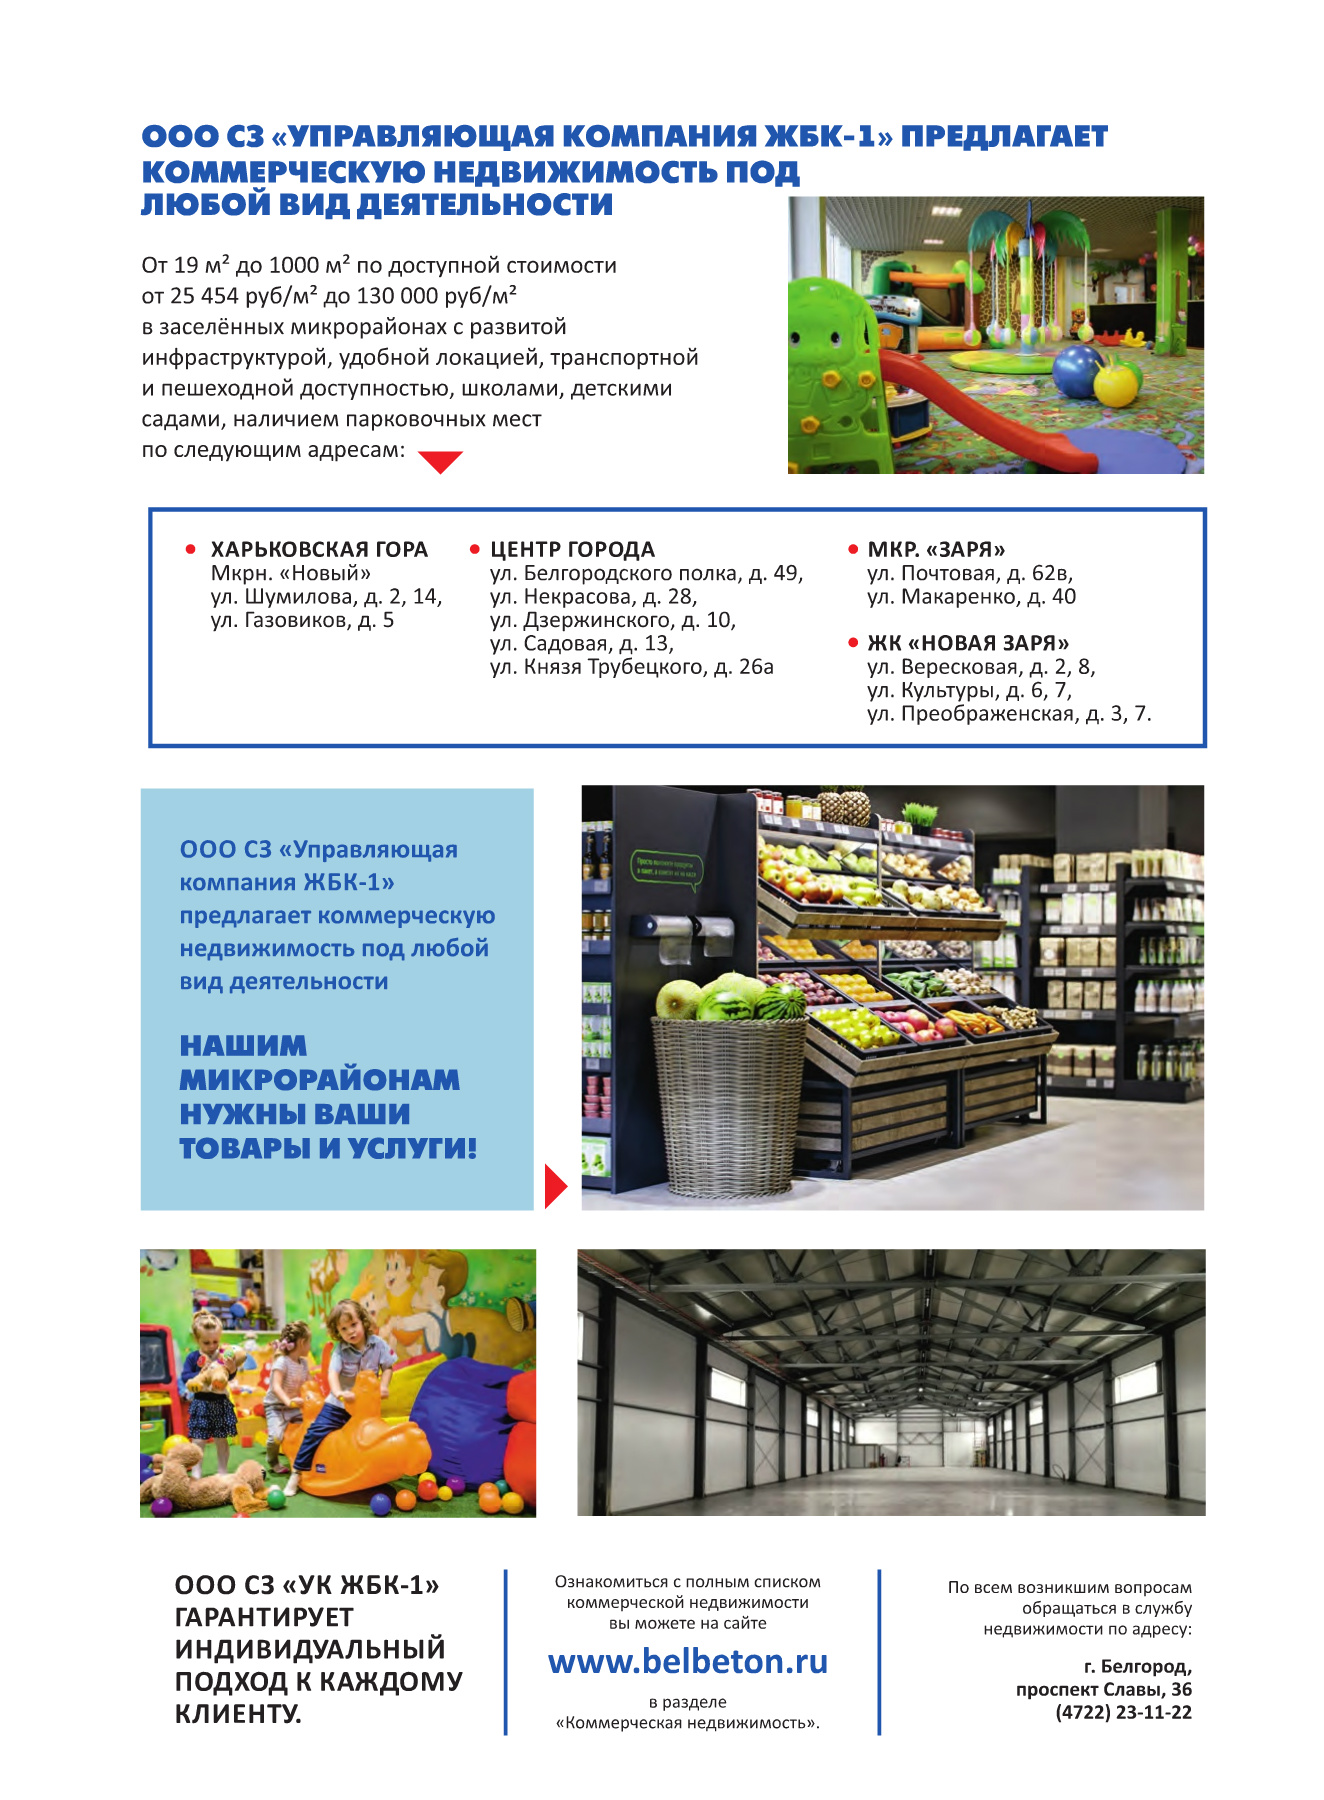 ООО СЗ «УПРАВЛЯЮЩАЯ КОМПАНИЯ ЖБК-1» ПРЕДЛАГАЕТ
КОММЕРЧЕСКУЮ НЕДВИЖИМОСТЬ ПОД
ЛЮБОЙ ВИД ДЕЯТЕЛЬНОСТИ
От 19 м² до 1000 м² по доступной стоимости
от 25 454 руб/м² до 130 000 руб/м²
в заселённых микрорайонах с развитой
инфраструктурой, удобной локацией, транспортной
и пешеходной доступностью, школами, детскими
садами, наличием парковочных мест
по следующим адресам:
• ХАРЬКОВСКАЯ ГОРА
Мкрн. «Новый»
ул. Шумилова, д. 2, 14,
ул. Газовиков, д. 5
• ЦЕНТР ГОРОДА
ул. Белгородского полка, д. 49,
ул. Некрасова, д. 28,
ул. Дзержинского, д. 10,
ул. Садовая, д. 13,
ул. Князя Трубецкого, д. 26а
• МКР. «ЗАРЯ»
ул. Почтовая, д. 62в,
ул. Макаренко, д. 40
• ЖК «НОВАЯ ЗАРЯ»
ул. Вересковая, д. 2, 8,
ул. Культуры, д. 6, 7,
ул. Преображенская, д. 3, 7.
ООО СЗ «Управляющая
компания ЖБК-1»
предлагает коммерческую
недвижимость под любой
вид деятельности
НАШИМ
МИКРОРАЙОНАМ
НУЖНЫ ВАШИ
ТОВАРЫ И УСЛУГИ!
ООО СЗ «УК ЖБК-1»
ГАРАНТИРУЕТ
ИНДИВИДУАЛЬНЫЙ
ПОДХОД К КАЖДОМУ
КЛИЕНТУ.
Ознакомиться с полным списком
коммерческой недвижимости
вы можете на сайте
www.belbeton.ru
в разделе
«Коммерческая недвижимость».
По всем возникшим вопросам
обращаться в службу
недвижимости по адресу:
г. Белгород,
проспект Славы, 36
(4722) 23-11-22